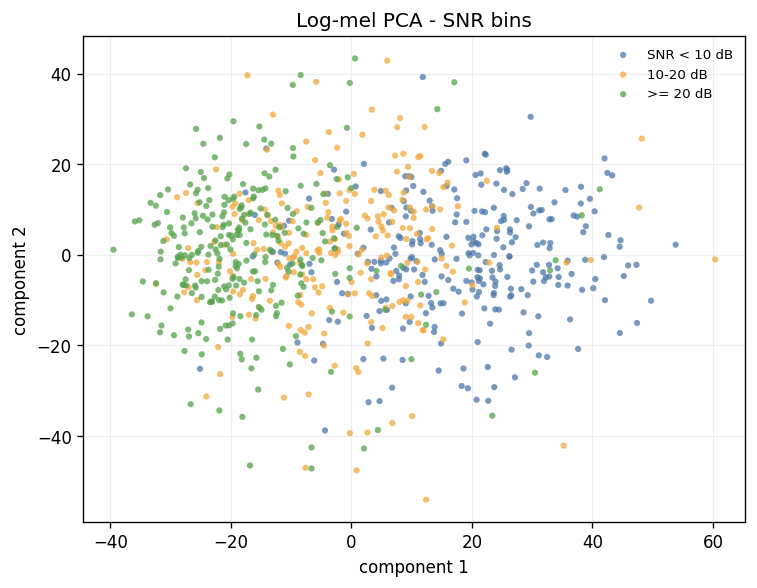 Log-mel PCA - SNR bins
SNR < 10 dB
10-20 dB
>= 20 dB
40
20
0
−20
−40
component 2
−40
−20
0
20
40
60
component 1